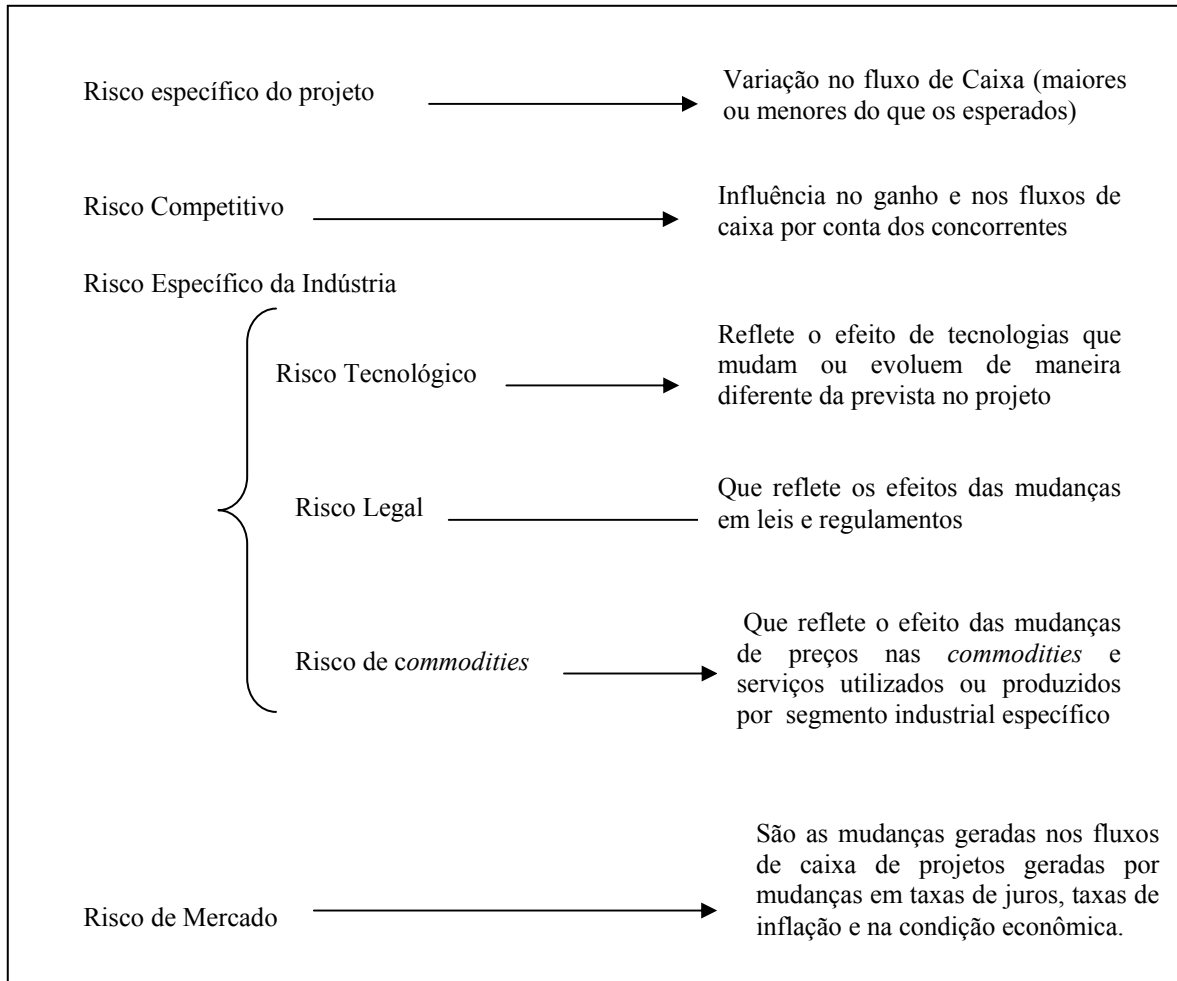 Risco específico do projeto
Variação no fluxo de Caixa (maiores
ou menores do que os esperados)
Risco Competitivo
Influência no ganho e nos fluxos de
caixa por conta dos concorrentes
Risco Específico da Indústria
Risco Tecnológico
Reflete o efeito de tecnologias que
mudam ou evoluem de maneira
diferente da prevista no projeto
Risco Legal
Que reflete os efeitos das mudanças
em leis e regulamentos
Risco de commodities
Que reflete o efeito das mudanças
de preços nas commodities e
serviços utilizados ou produzidos
por segmento industrial específico
Risco de Mercado
São as mudanças geradas nos fluxos
de caixa de projetos geradas por
mudanças em taxas de juros, taxas de
inflação e na condição econômica.